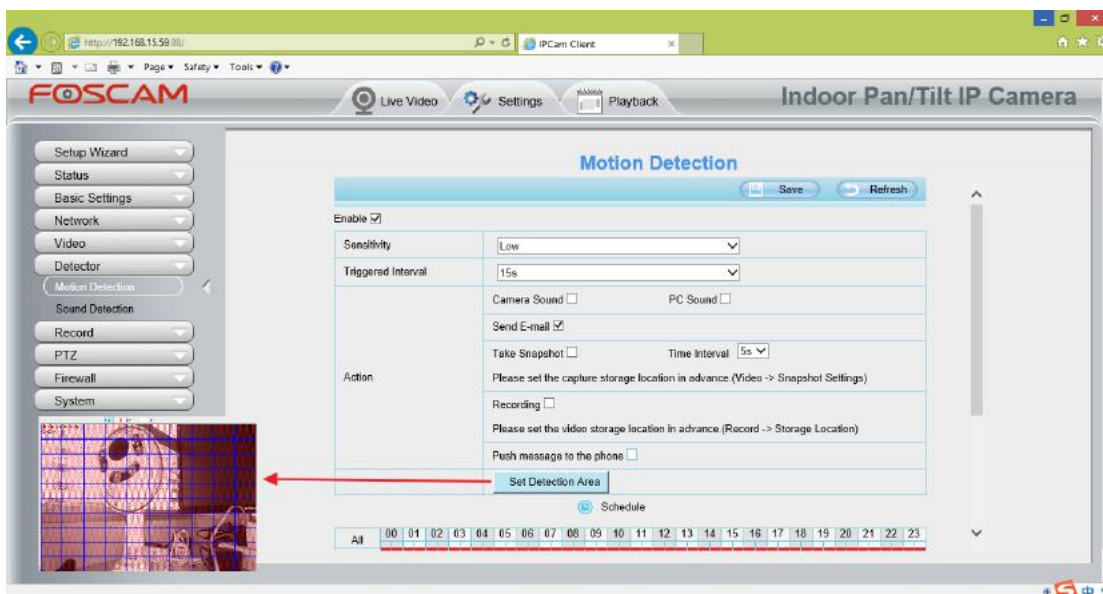 http://192.168.15.59:88/
IPCam Client
Page Safety Tools
FOSCAM
Live Video
Settings
Playback
Indoor Pan/Tilt IP Camera
Setup Wizard
Status
Basic Settings
Network
Video
Detector
Motion Detection
Sound Detection
Record
PTZ
Firewall
System
Motion Detection
Save Refresh
Enable
Sensitivity Low
Triggered Interval 15s
Action
Camera Sound PC Sound
Send E-mail
Take Snapshot Time Interval 5s
Please set the capture storage location in advance.(Video -> Snapshot Settings)
Recording
Please set the video storage location in advance.(Record -> Storage Location)
Push message to the phone
Set Detection Area
Schedule
All 00 01 02 03 04 05 06 07 08 09 10 11 12 13 14 15 16 17 18 19 20 21 22 23
中